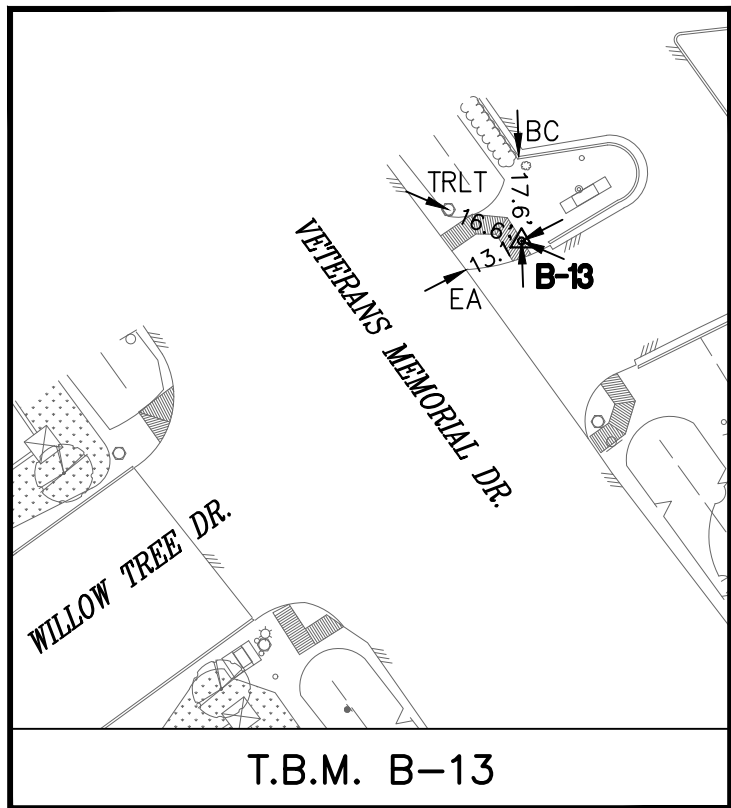 BC
TRLT
17.6'
16.6'
13.1'
B-13
EA
VETERANS MEMORIAL DR.
WILLOW TREE DR.
T.B.M. B-13